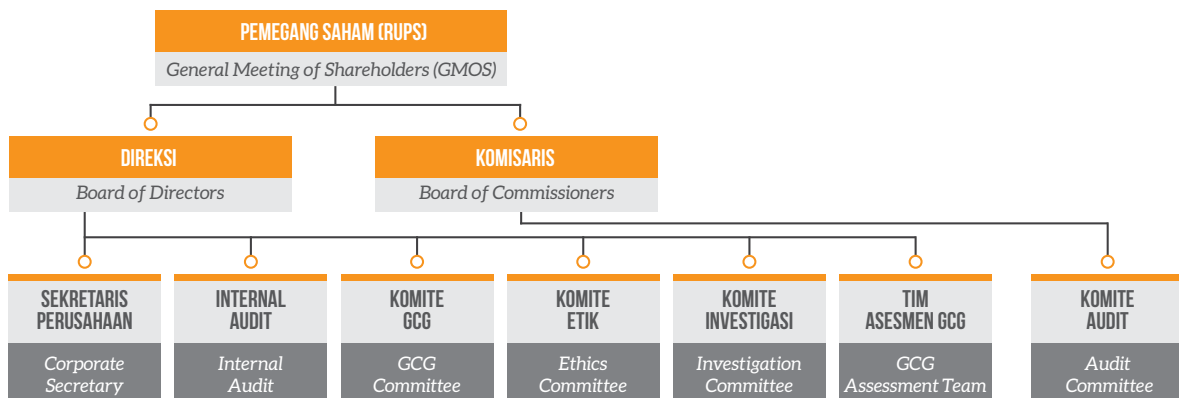 PEMEGANG SAHAM (RUPS)
General Meeting of Shareholders (GMOS)
DIREKSI
Board of Directors
KOMISARIS
Board of Commissioners
SEKRETARIS
PERUSAHAAN
Corporate
Secretary
INTERNAL
AUDIT
Internal
Audit
KOMITE
GCG
GCG
Committee
KOMITE
ETIK
Ethics
Committee
KOMITE
INVESTIGASI
Investigation
Committee
TIM
ASESMEN GCG
GCG
Assessment Team
KOMITE
AUDIT
Audit
Committee